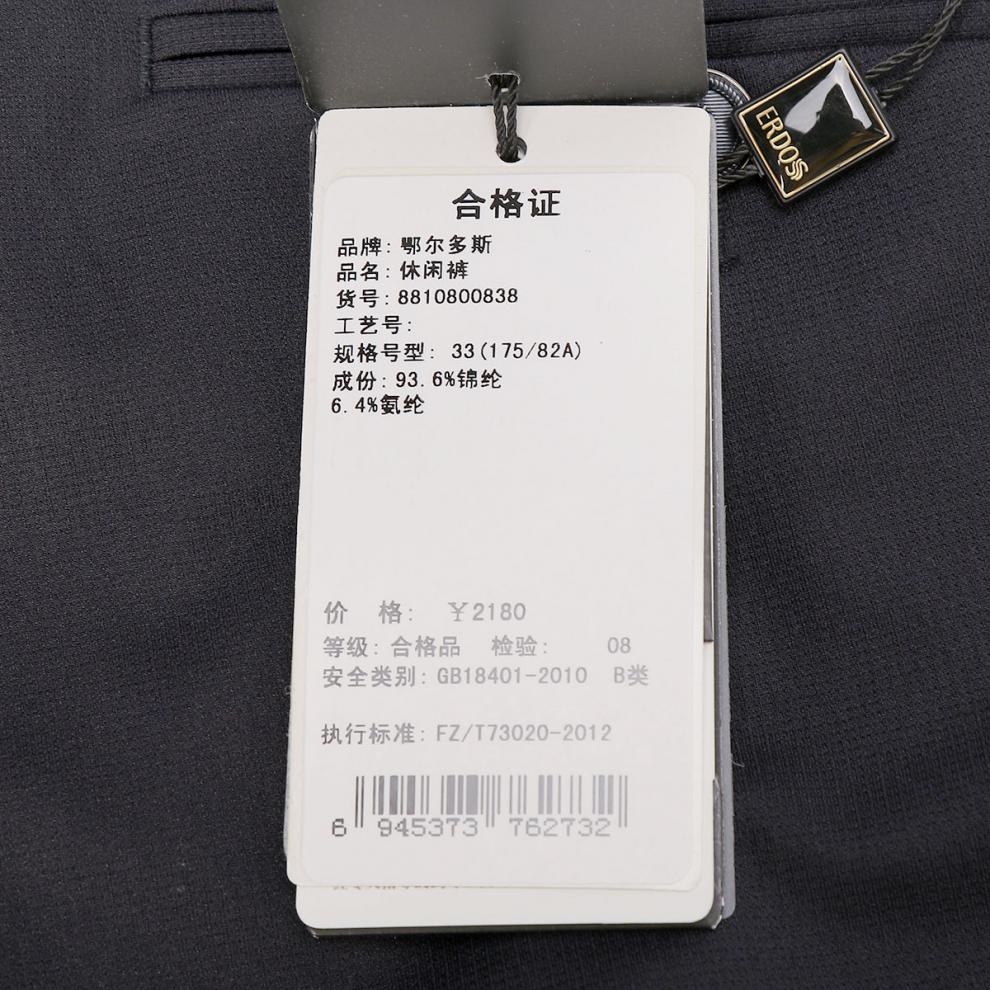 ERDOS
合格证
品牌: 鄂尔多斯
品名: 休闲裤
货号: 8810800838
工艺号:
规格号型: 33(175/82A)
成份: 93.6%锦纶
6.4%氨纶
价 格: ￥2180
等级: 合格品 检验: 08
安全类别: GB18401-2010 B类
执行标准: FZ/T73020-2012
6 945373 762732